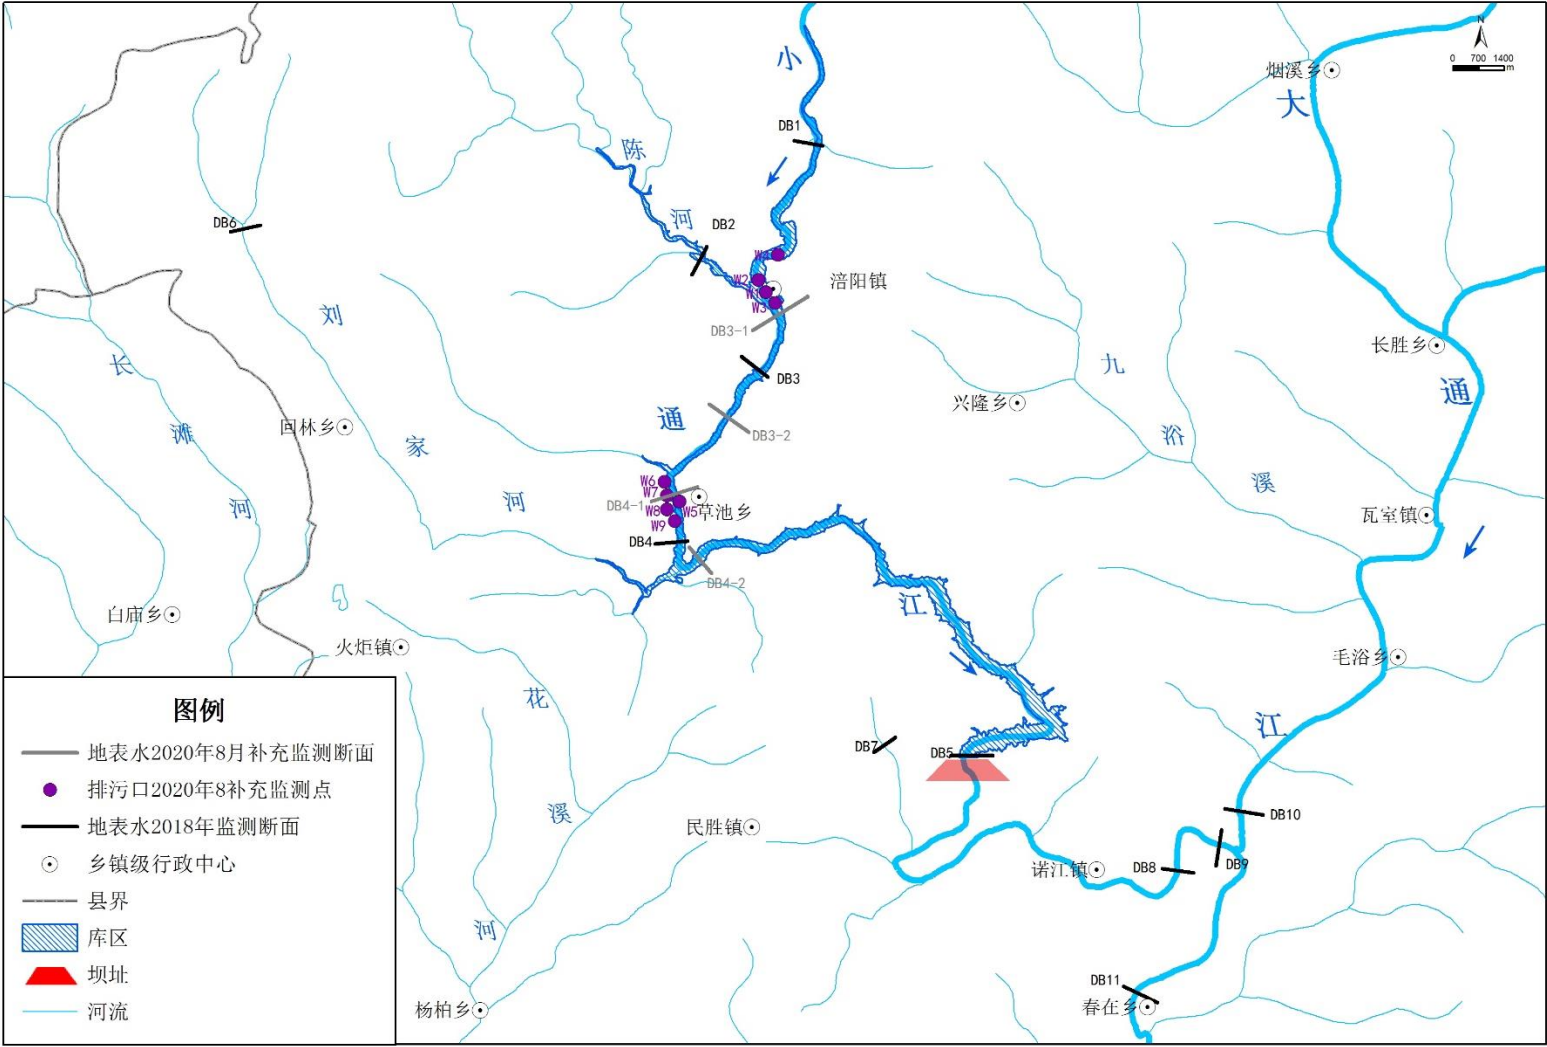 N
0 700 1400
m
烟溪乡
小
大
DB1
陈
河
DB2
DB6
W4
W2
W1
W3
涪阳镇
DB3-1
刘
长胜乡
长
九
DB3
兴隆乡
通
通
滩
回林乡
家
DB3-2
浴
溪
W6
W7
DB4-1
W8
W5
草池乡
W9
河
河
瓦室镇
DB4
DB4-2
江
白庙乡
火炬镇
毛浴乡
花
江
DB7
DB5
溪
民胜镇
DB10
诺江镇
DB8
DB9
河
DB11
春在乡
杨柏乡
图例
地表水2020年8月补充监测断面
排污口2020年8补充监测点
地表水2018年监测断面
乡镇级行政中心
县界
库区
坝址
河流